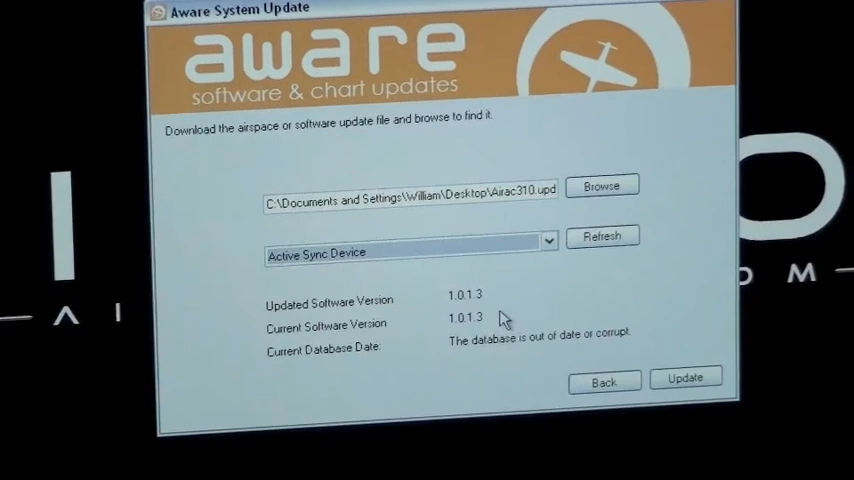 Aware System Update
aware
software & chart updates
Download the airspace or software update file and browse to find it.
C:\Documents and Settings\William\Desktop\Airac310.upd
Browse
Active Sync Device
Refresh
Updated Software Version 1.0.1.3
Current Software Version 1.0.1.3
Current Database Date: The database is out of date or corrupt.
Back
Update